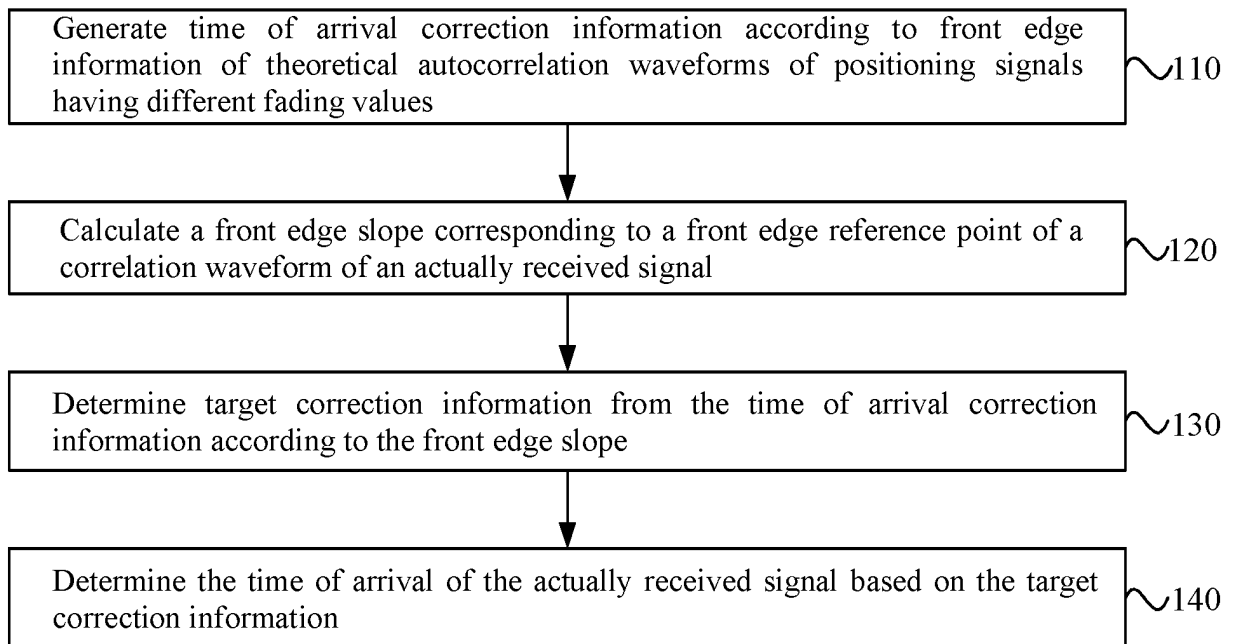 Generate time of arrival correction information according to front edge
information of theoretical autocorrelation waveforms of positioning signals
having different fading values
110
Calculate a front edge slope corresponding to a front edge reference point of a
correlation waveform of an actually received signal
120
Determine target correction information from the time of arrival correction
information according to the front edge slope
130
Determine the time of arrival of the actually received signal based on the target
correction information
140